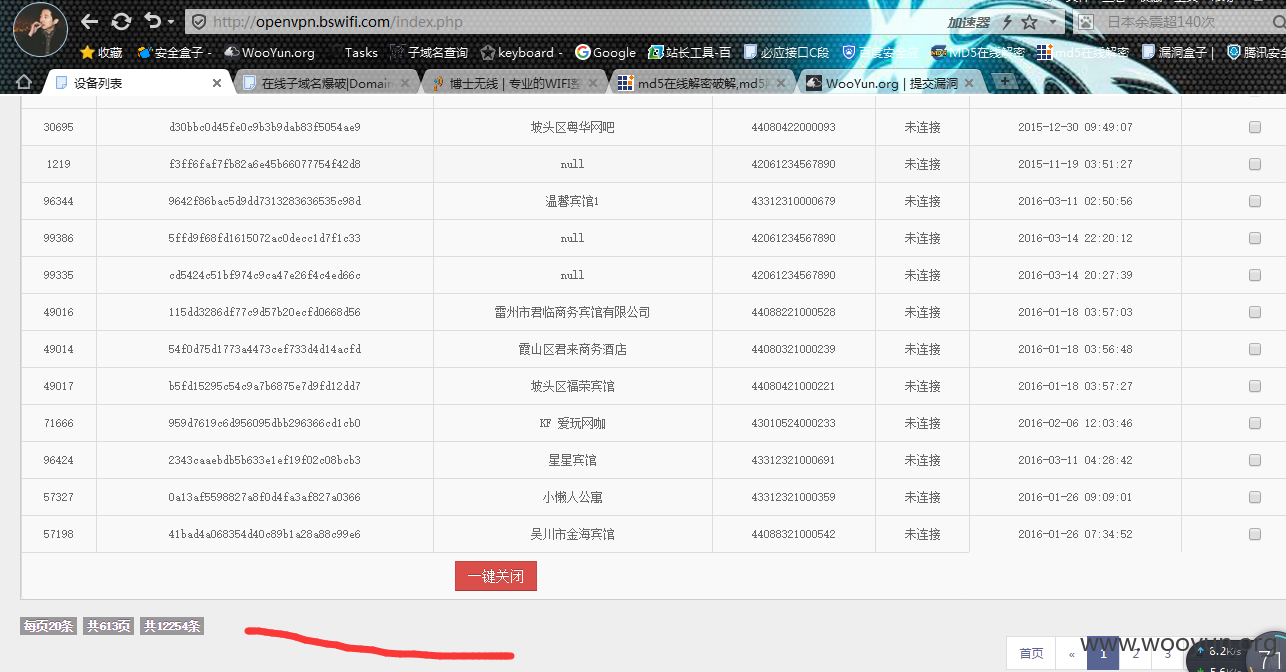 http://openvpn.bswifi.com/index.php
加速器
日本余震超140次
收藏 安全盒子 WooYun.org Tasks 子域名查询 keyboard Google 站长工具-百 必应接口C段 MD5在线解密 md5在线解密 漏洞盒子 | 腾讯安
设备列表 在线子域名爆破|Domain 博士无线 | 专业的WIFI客 md5在线解密破解,md5 WooYun.org | 提交漏洞
30695 d30bbc0d45fe0c9b3b9dab83f5054ae9 坡头区粤华网吧 44080422000093 未连接 2015-12-30 09:49:07
1219 f3ff6faf7fb82a6e45b66077754f42d8 null 42061234567890 未连接 2015-11-19 03:51:27
96344 9642f86bac5d9dd7313283636535c98d 温馨宾馆1 43312310000679 未连接 2016-03-11 02:50:56
99386 5ffd9f68fd1615072ac0decc1d7f1c33 null 42061234567890 未连接 2016-03-14 22:20:12
99335 cd5424c51bf974c9ca47e26f4c4ed66c null 42061234567890 未连接 2016-03-14 20:27:39
49016 115dd3286df77c9d57b20ecfd0668d56 雷州市君临商务宾馆有限公司 44088221000528 未连接 2016-01-18 03:57:03
49014 54f0d75d1773a4473cef733d4d14acfd 霞山区君来商务酒店 44080321000239 未连接 2016-01-18 03:56:48
49017 b5fd15295c54c9a7b6875e7d9fd12dd7 坡头区福荣宾馆 44080421000221 未连接 2016-01-18 03:57:27
71666 959d7619c6d956095dbb296366cd1cb0 KF 爱玩网咖 43010524000233 未连接 2016-02-06 12:03:46
96424 2343caaebdb5b633e1ef19f02c08bcb3 星星宾馆 43312321000691 未连接 2016-03-11 04:28:42
57327 0a13af5598827a8f0d4fa3af827a0366 小懒人公寓 43312321000359 未连接 2016-01-26 09:09:01
57198 41bad4a068354d40c89b1a28a88c99e6 吴川市金海宾馆 44088321000542 未连接 2016-01-26 07:34:52
一键关闭
每页20条 共613页 共12254条
www.wooyun.org
首页 « 1 2 3
6.2K/s
5.6K/s
71